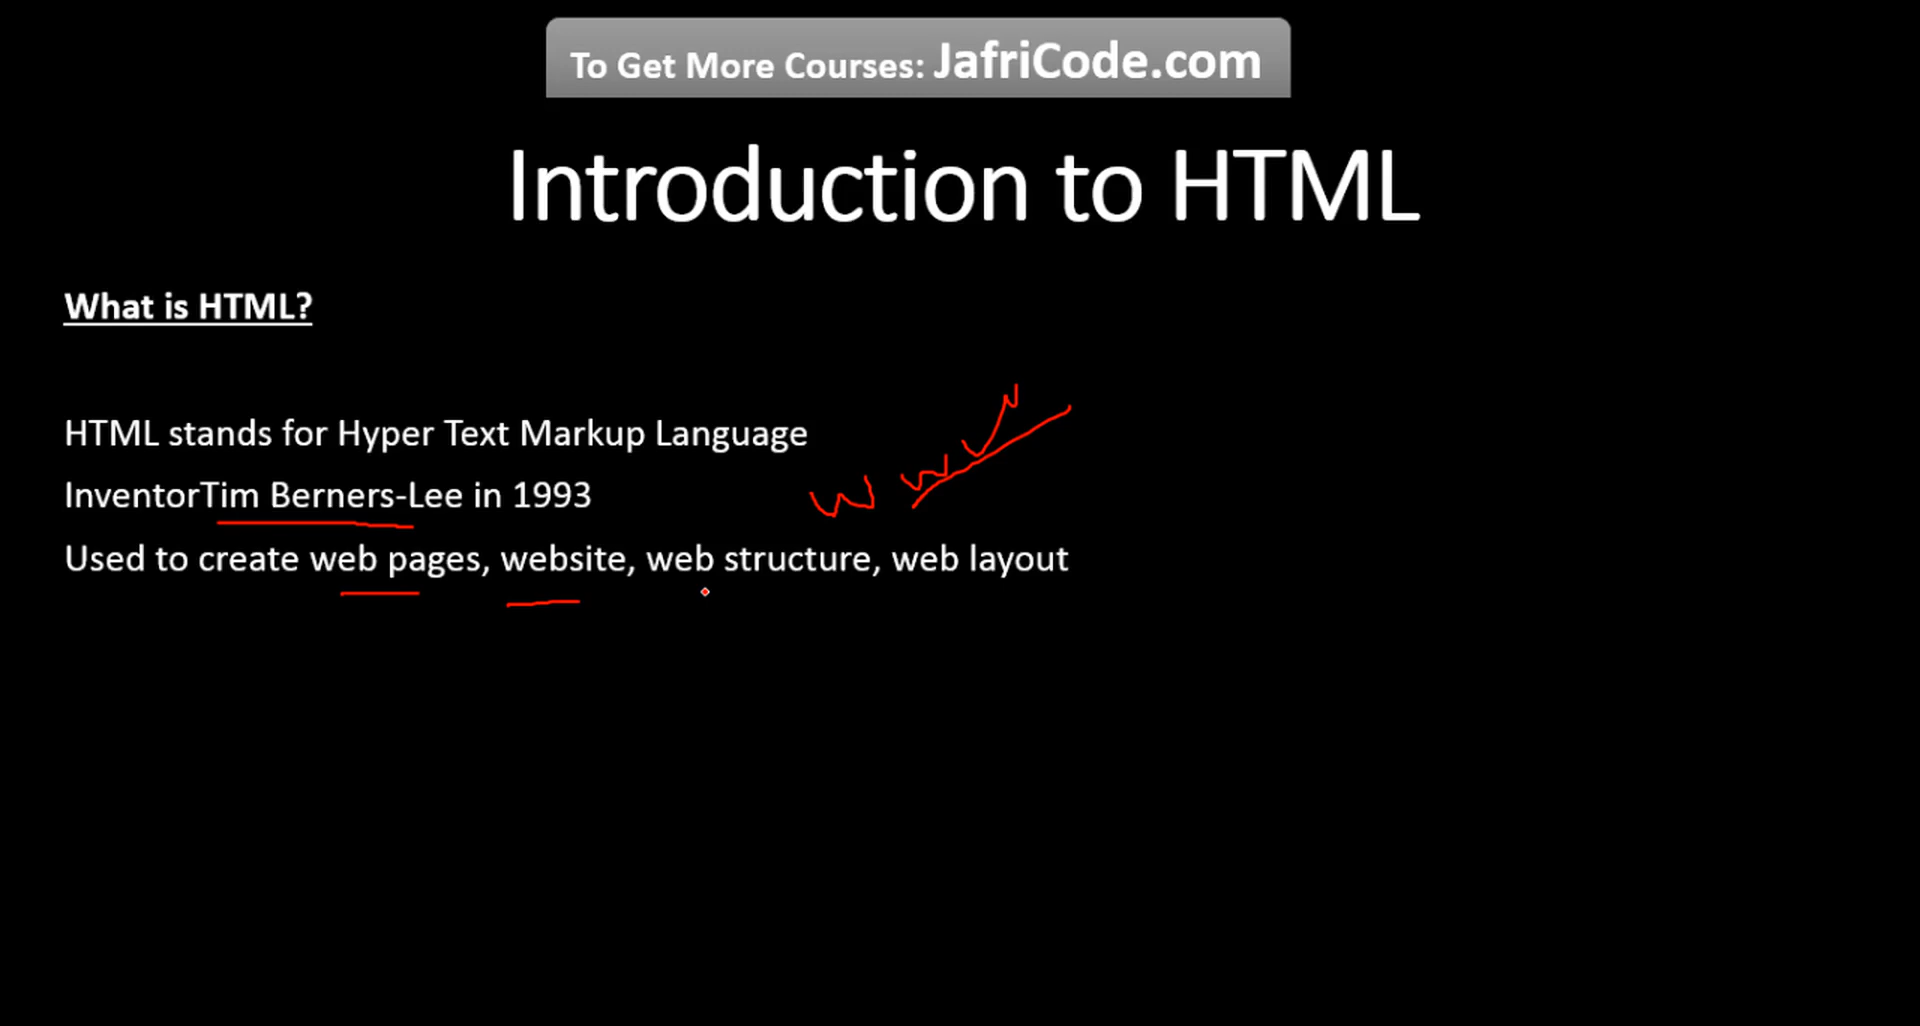 To Get More Courses: JafriCode.com
Introduction to HTML
What is HTML?
HTML stands for Hyper Text Markup Language
w w w
InventorTim Berners-Lee in 1993
Used to create web pages, website, web structure, web layout